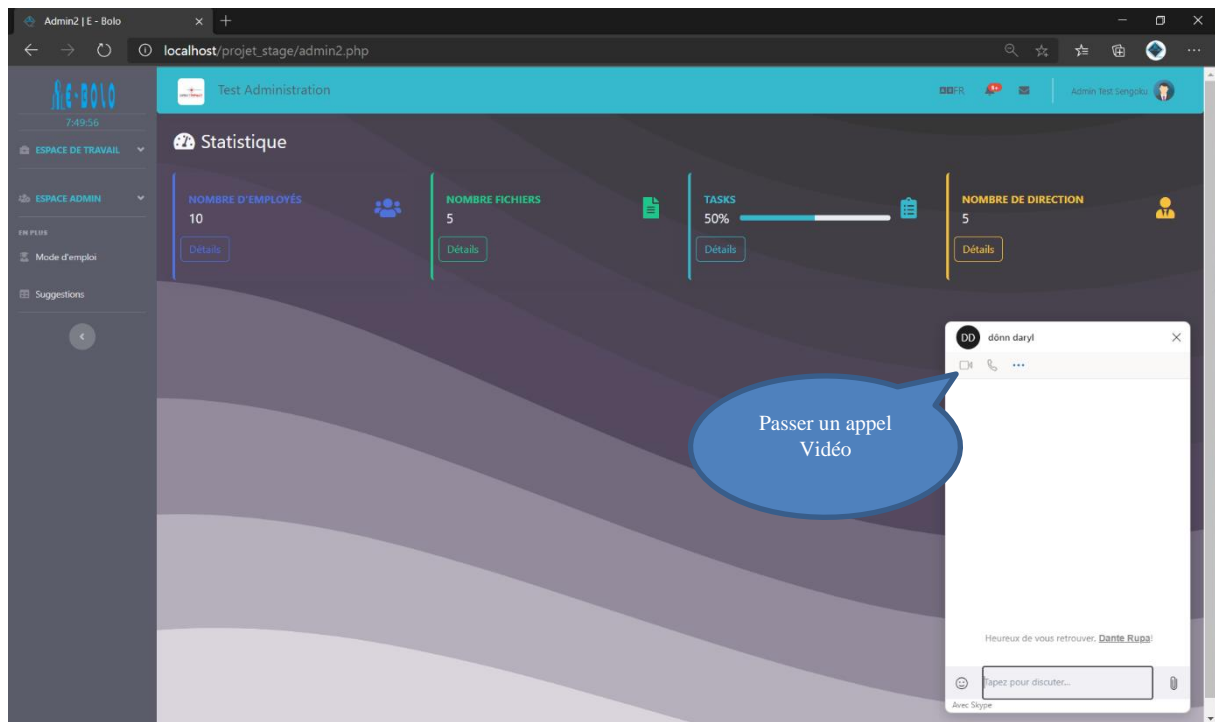 Admin2 | E - Bolo
localhost/projet_stage/admin2.php
E-BOLO
7:49:56
ESPACE DE TRAVAIL
ESPACE ADMIN
EN PLUS
Mode d'emploi
Suggestions
Test Administration
FR
9+
Admin Test Sengoku
Statistique
NOMBRE D'EMPLOYÉS
10
Détails
NOMBRE FICHIERS
5
Détails
TASKS
50%
Détails
NOMBRE DE DIRECTION
5
Détails
DD dönn daryl
Passer un appel
Vidéo
Heureux de vous retrouver, Dante Rupa!
Tapez pour discuter...
Avec Skype